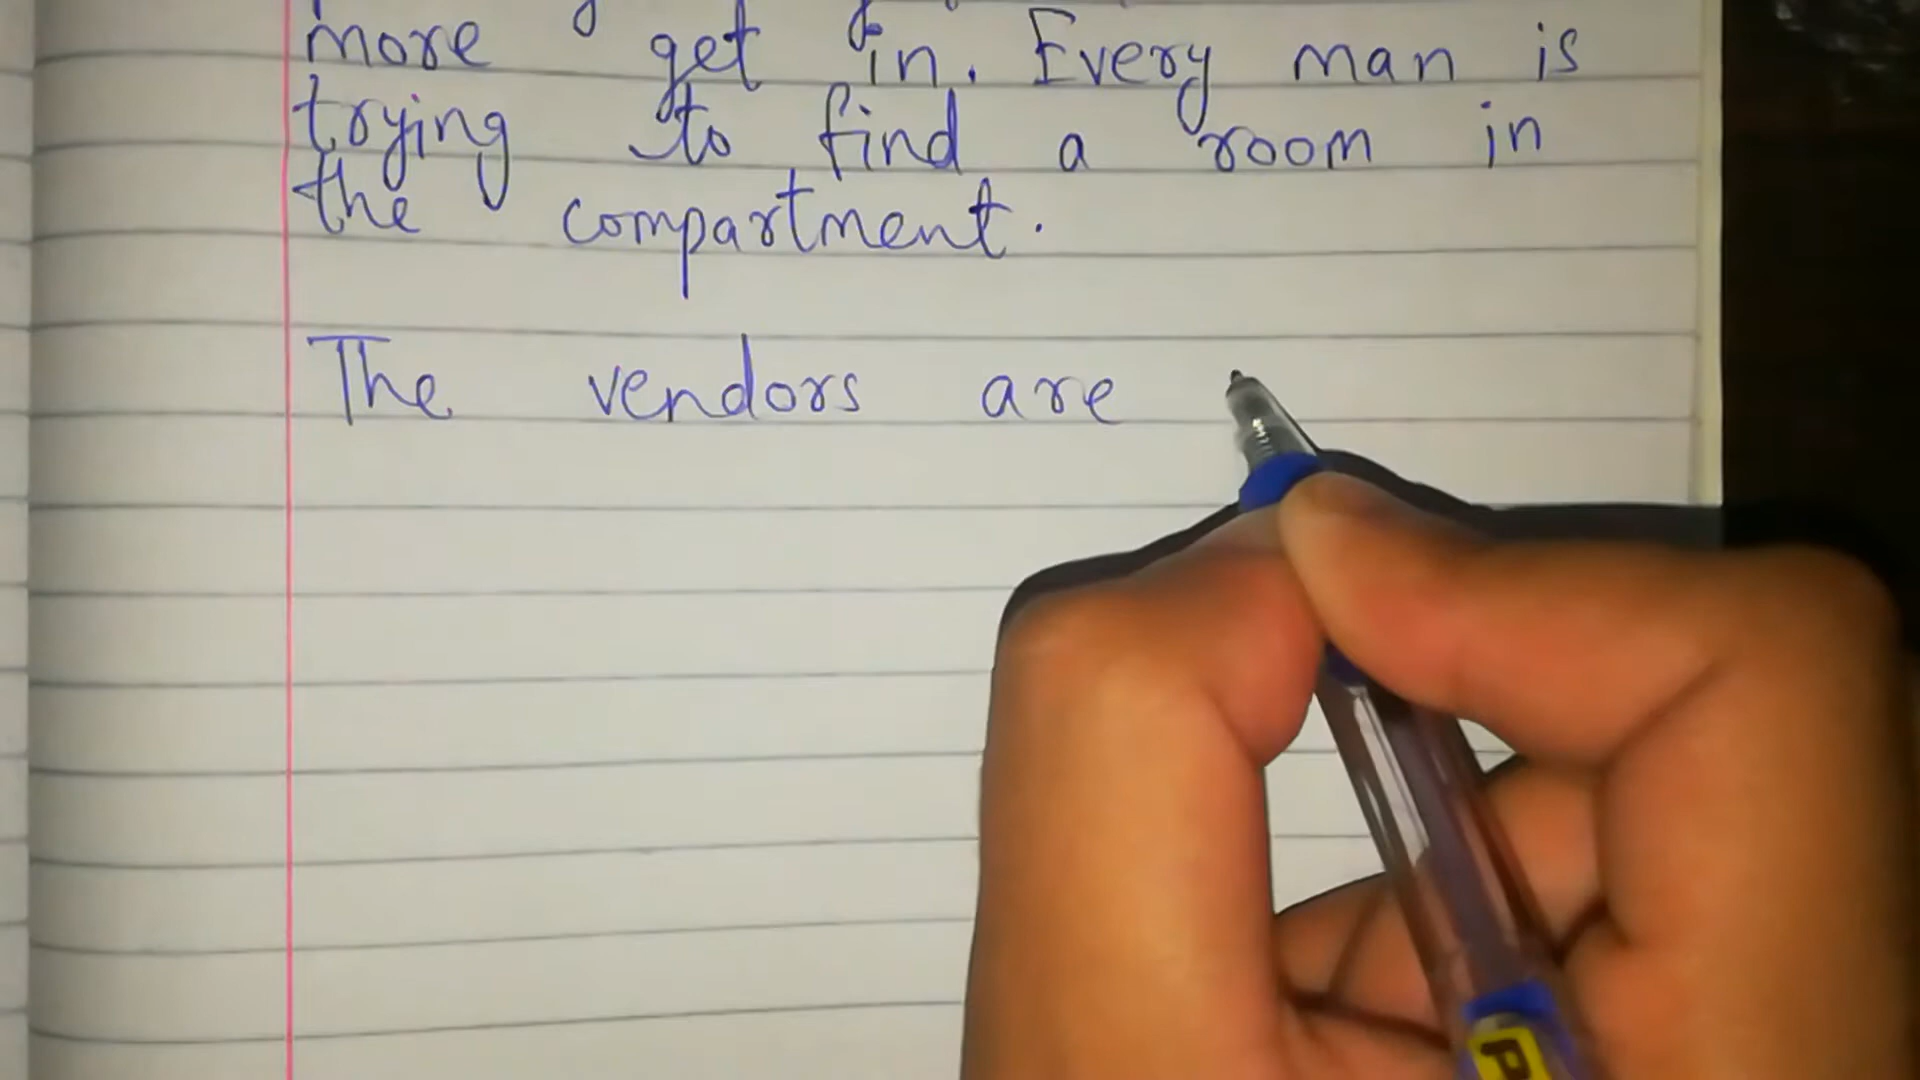 more get in. Every man is
trying to find a room in
the compartment.
The vendors are
P